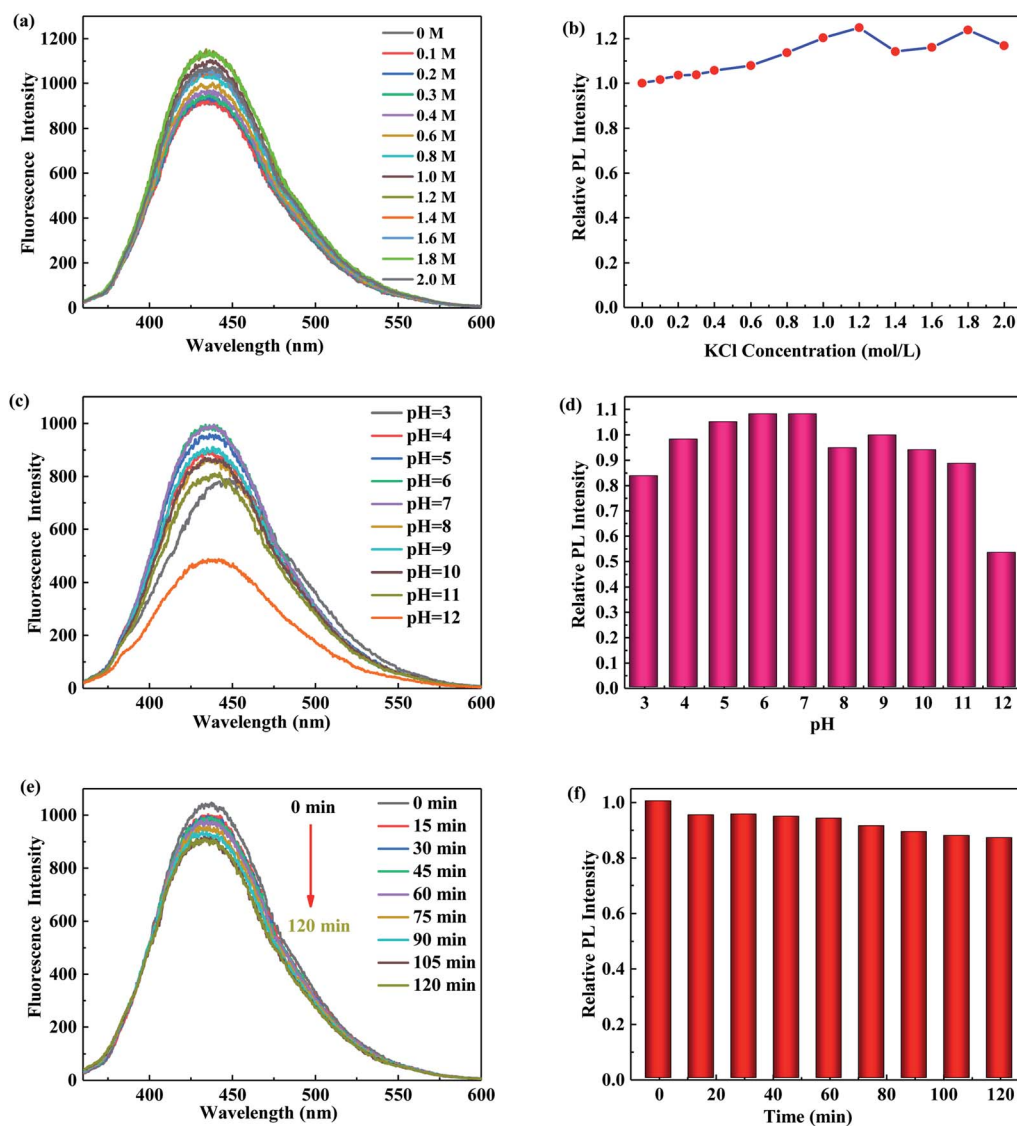 (a)
Fluorescence Intensity
1200
1000
800
600
400
200
0
400 450 500 550 600
Wavelength (nm)
0 M
0.1 M
0.2 M
0.3 M
0.4 M
0.6 M
0.8 M
1.0 M
1.2 M
1.4 M
1.6 M
1.8 M
2.0 M
(b)
Relative PL Intensity
1.2
1.0
0.8
0.6
0.4
0.2
0.0
0.0 0.2 0.4 0.6 0.8 1.0 1.2 1.4 1.6 1.8 2.0
KCl Concentration (mol/L)
(c)
Fluorescence Intensity
1000
800
600
400
200
0
400 450 500 550 600
Wavelength (nm)
pH=3
pH=4
pH=5
pH=6
pH=7
pH=8
pH=9
pH=10
pH=11
pH=12
(d)
Relative PL Intensity
1.1
1.0
0.9
0.8
0.7
0.6
0.5
0.4
0.3
0.2
0.1
0.0
3 4 5 6 7 8 9 10 11 12
pH
(e)
Fluorescence Intensity
1000
800
600
400
200
0
400 450 500 550 600
Wavelength (nm)
0 min
120 min
0 min
15 min
30 min
45 min
60 min
75 min
90 min
105 min
120 min
(f)
Relative PL Intensity
1.0
0.8
0.6
0.4
0.2
0.0
0 20 40 60 80 100 120
Time (min)